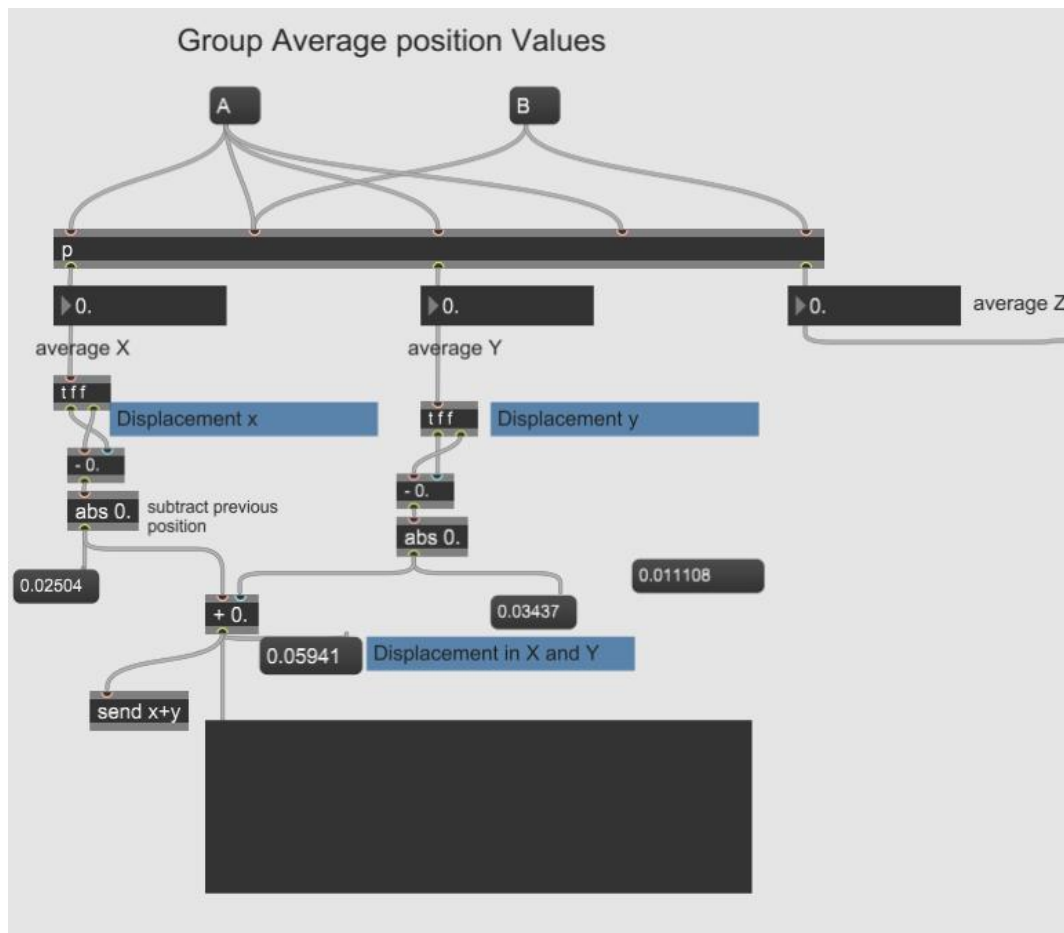 Group Average position Values
A
B
p
0.
0.
0.
average Z
average X
average Y
t f f
Displacement x
t f f
Displacement y
- 0.
- 0.
abs 0.
subtract previous
position
abs 0.
0.02504
0.011108
+ 0.
0.03437
0.05941
Displacement in X and Y
send x+y